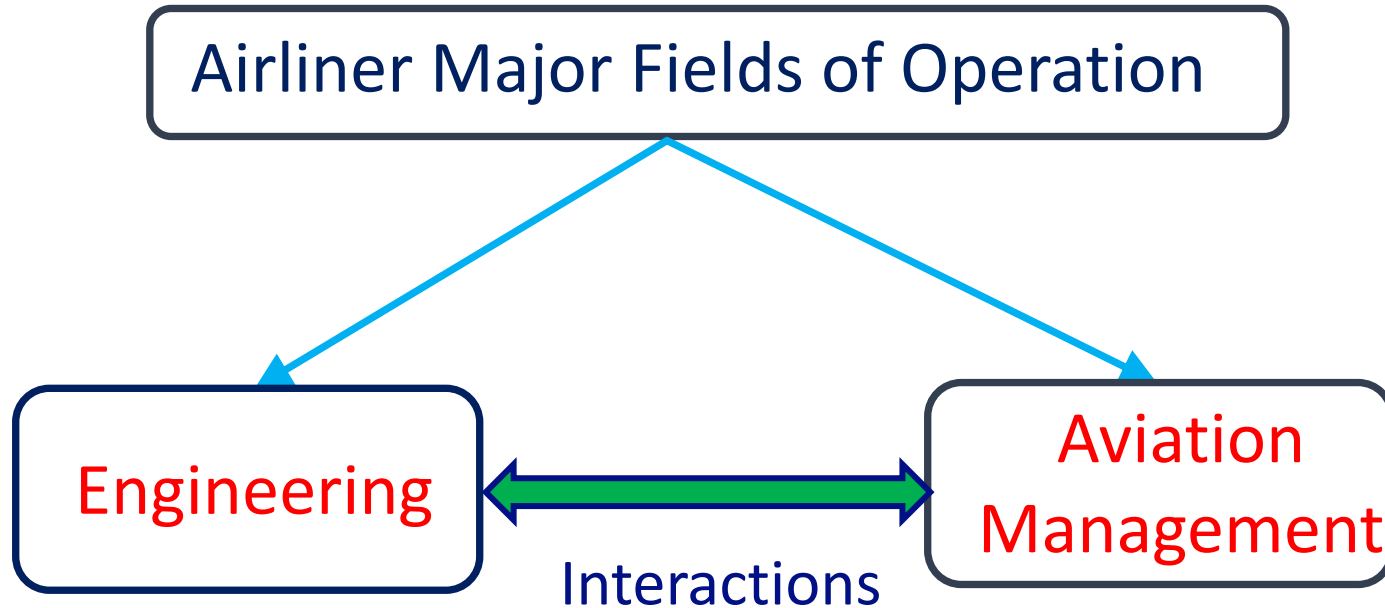 Airliner Major Fields of Operation
Engineering
Aviation
Management
Interactions